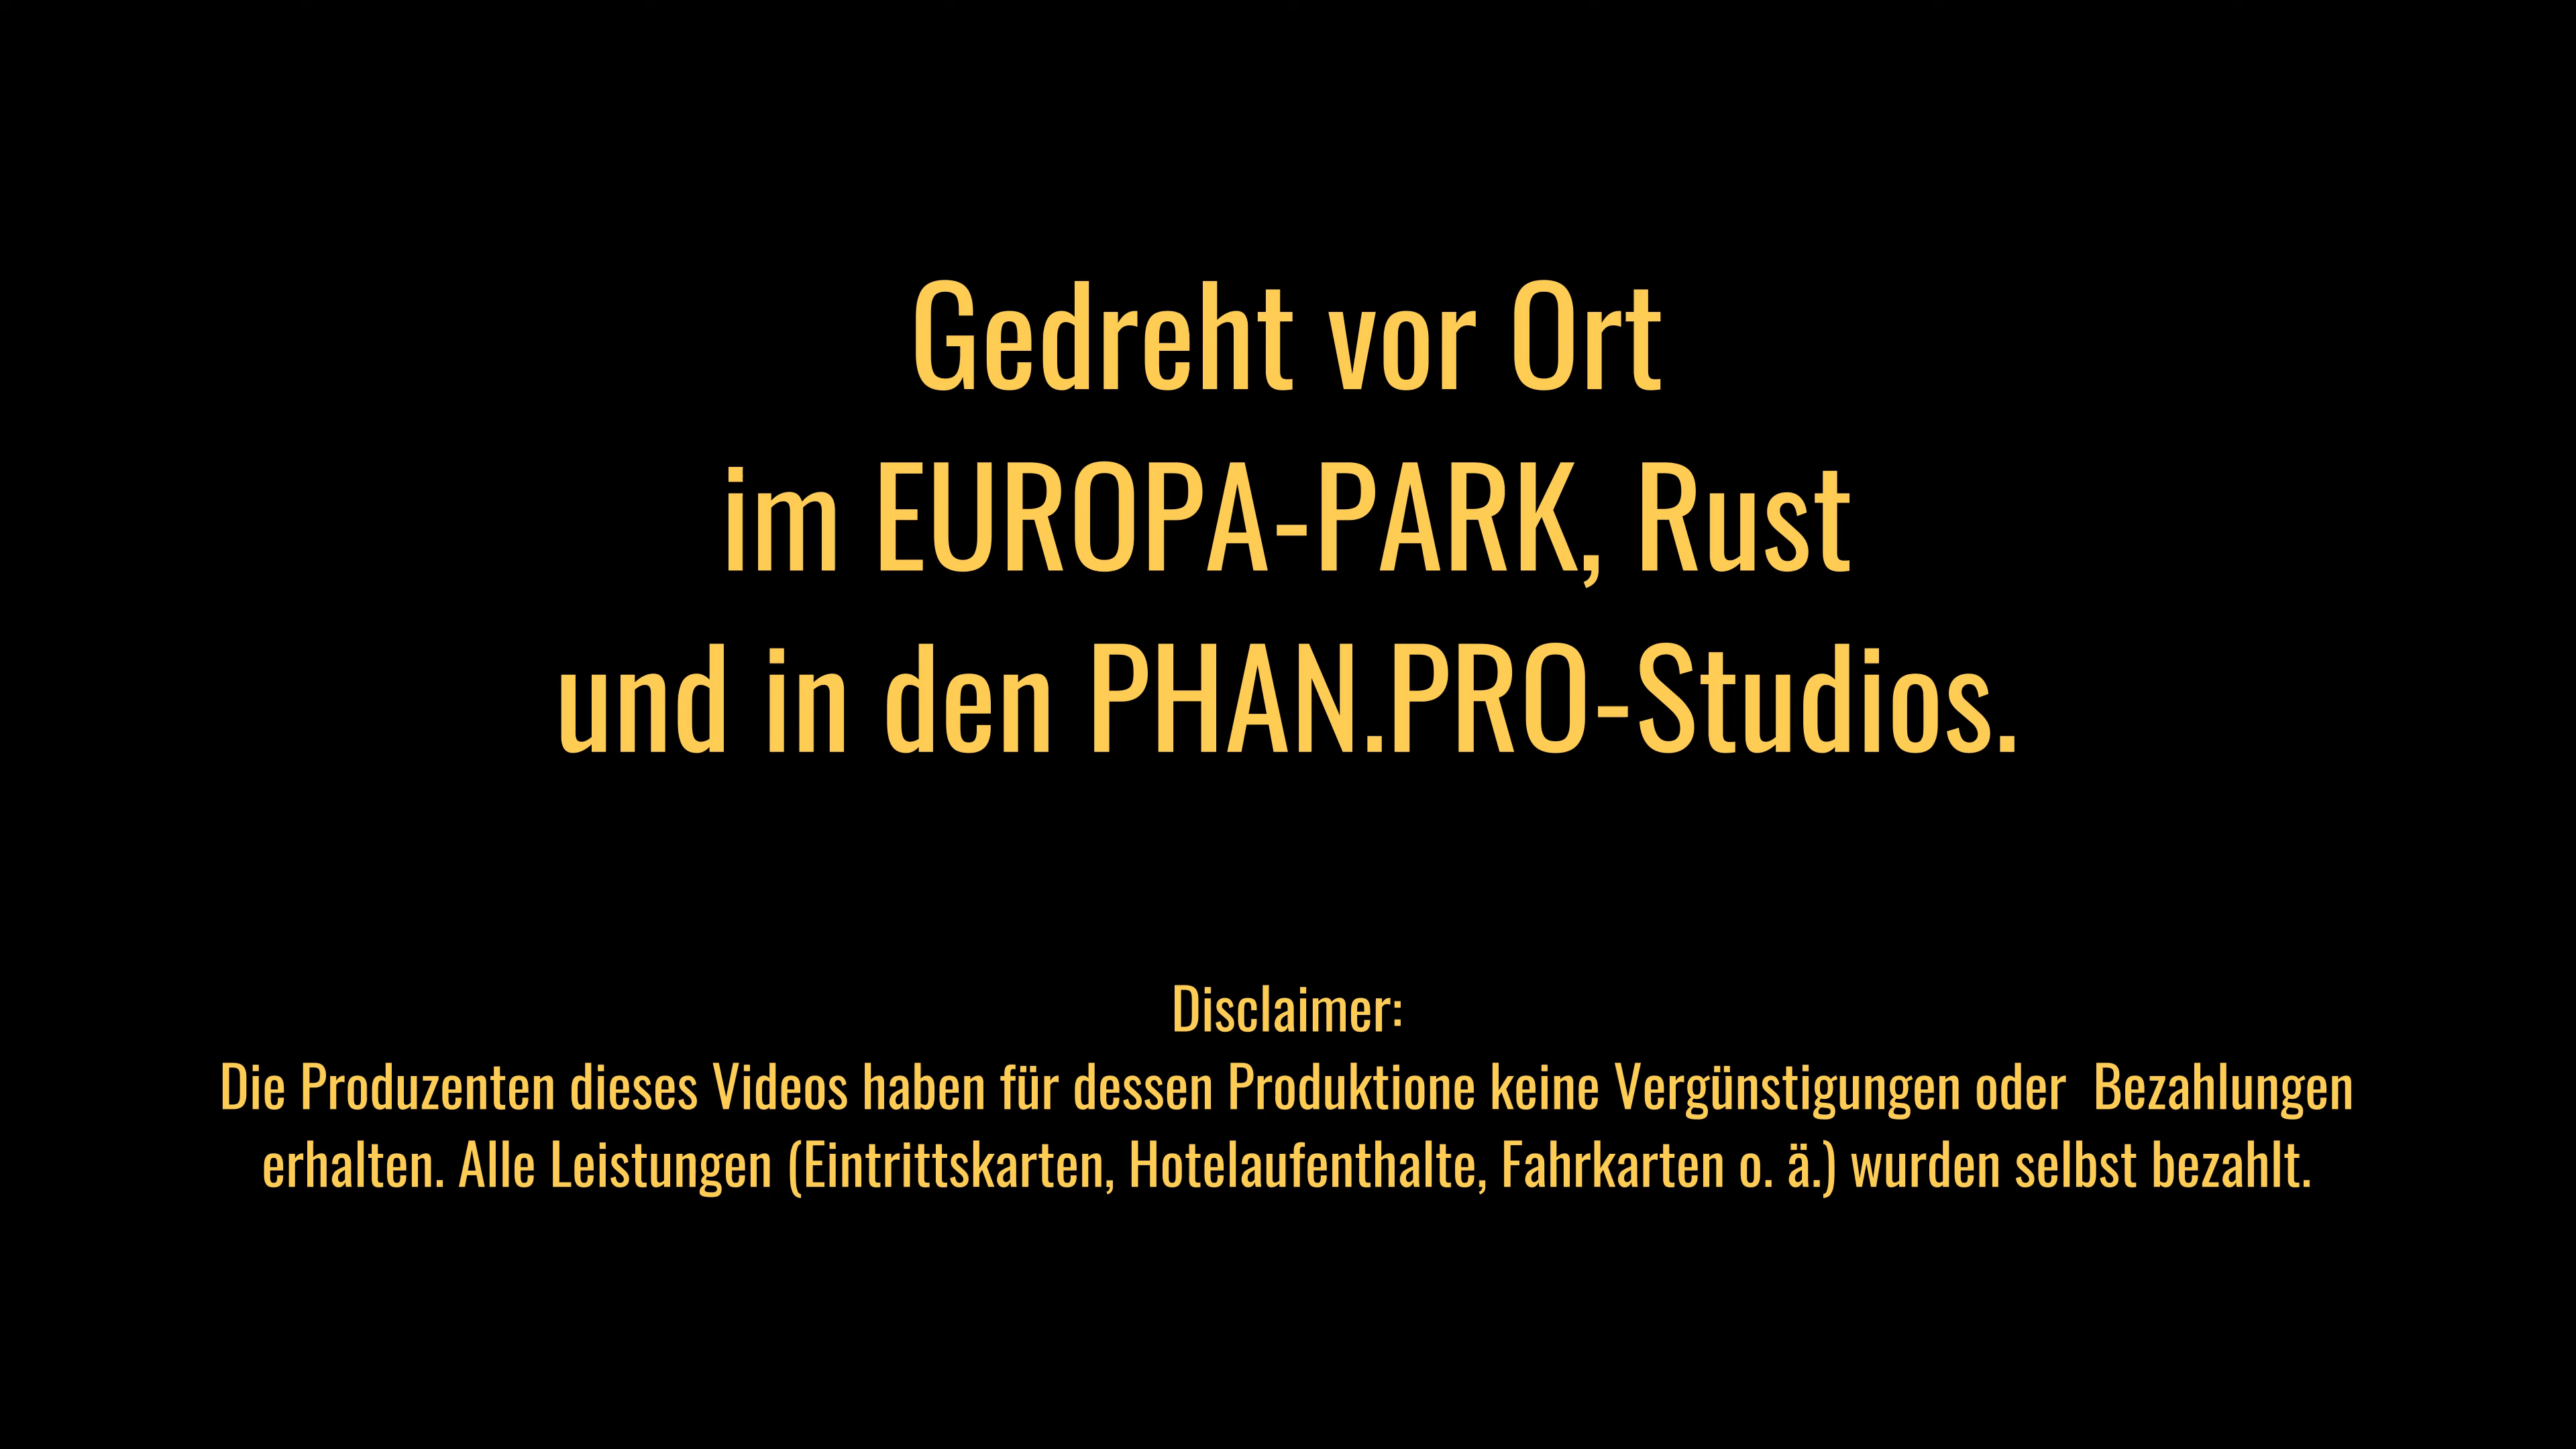 Gedreht vor Ort
im EUROPA-PARK, Rust
und in den PHAN.PRO-Studios.
Disclaimer:
Die Produzenten dieses Videos haben für dessen Produktione keine Vergünstigungen oder  Bezahlungen
erhalten. Alle Leistungen (Eintrittskarten, Hotelaufenthalte, Fahrkarten o. ä.) wurden selbst bezahlt.